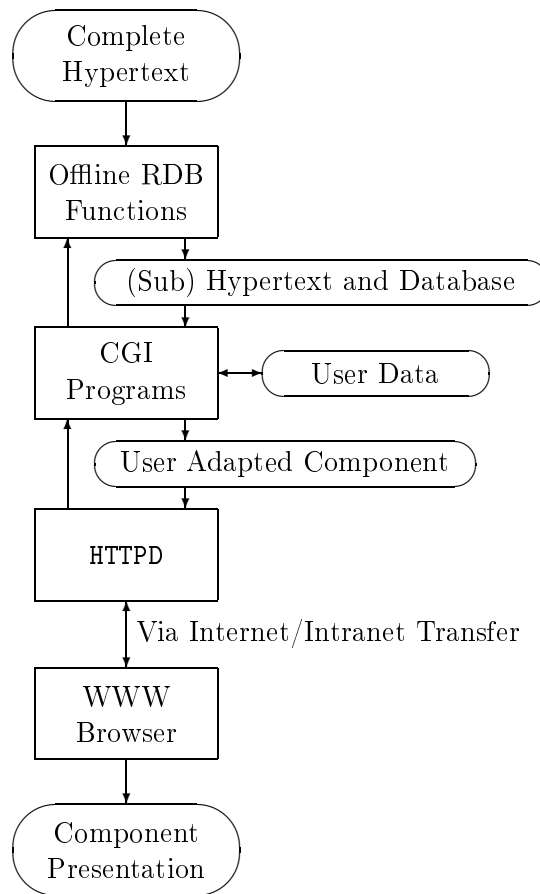 Complete
Hypertext
Offline RDB
Functions
(Sub) Hypertext and Database
CGI
Programs
User Data
User Adapted Component
HTTPD
Via Internet/Intranet Transfer
WWW
Browser
Component
Presentation